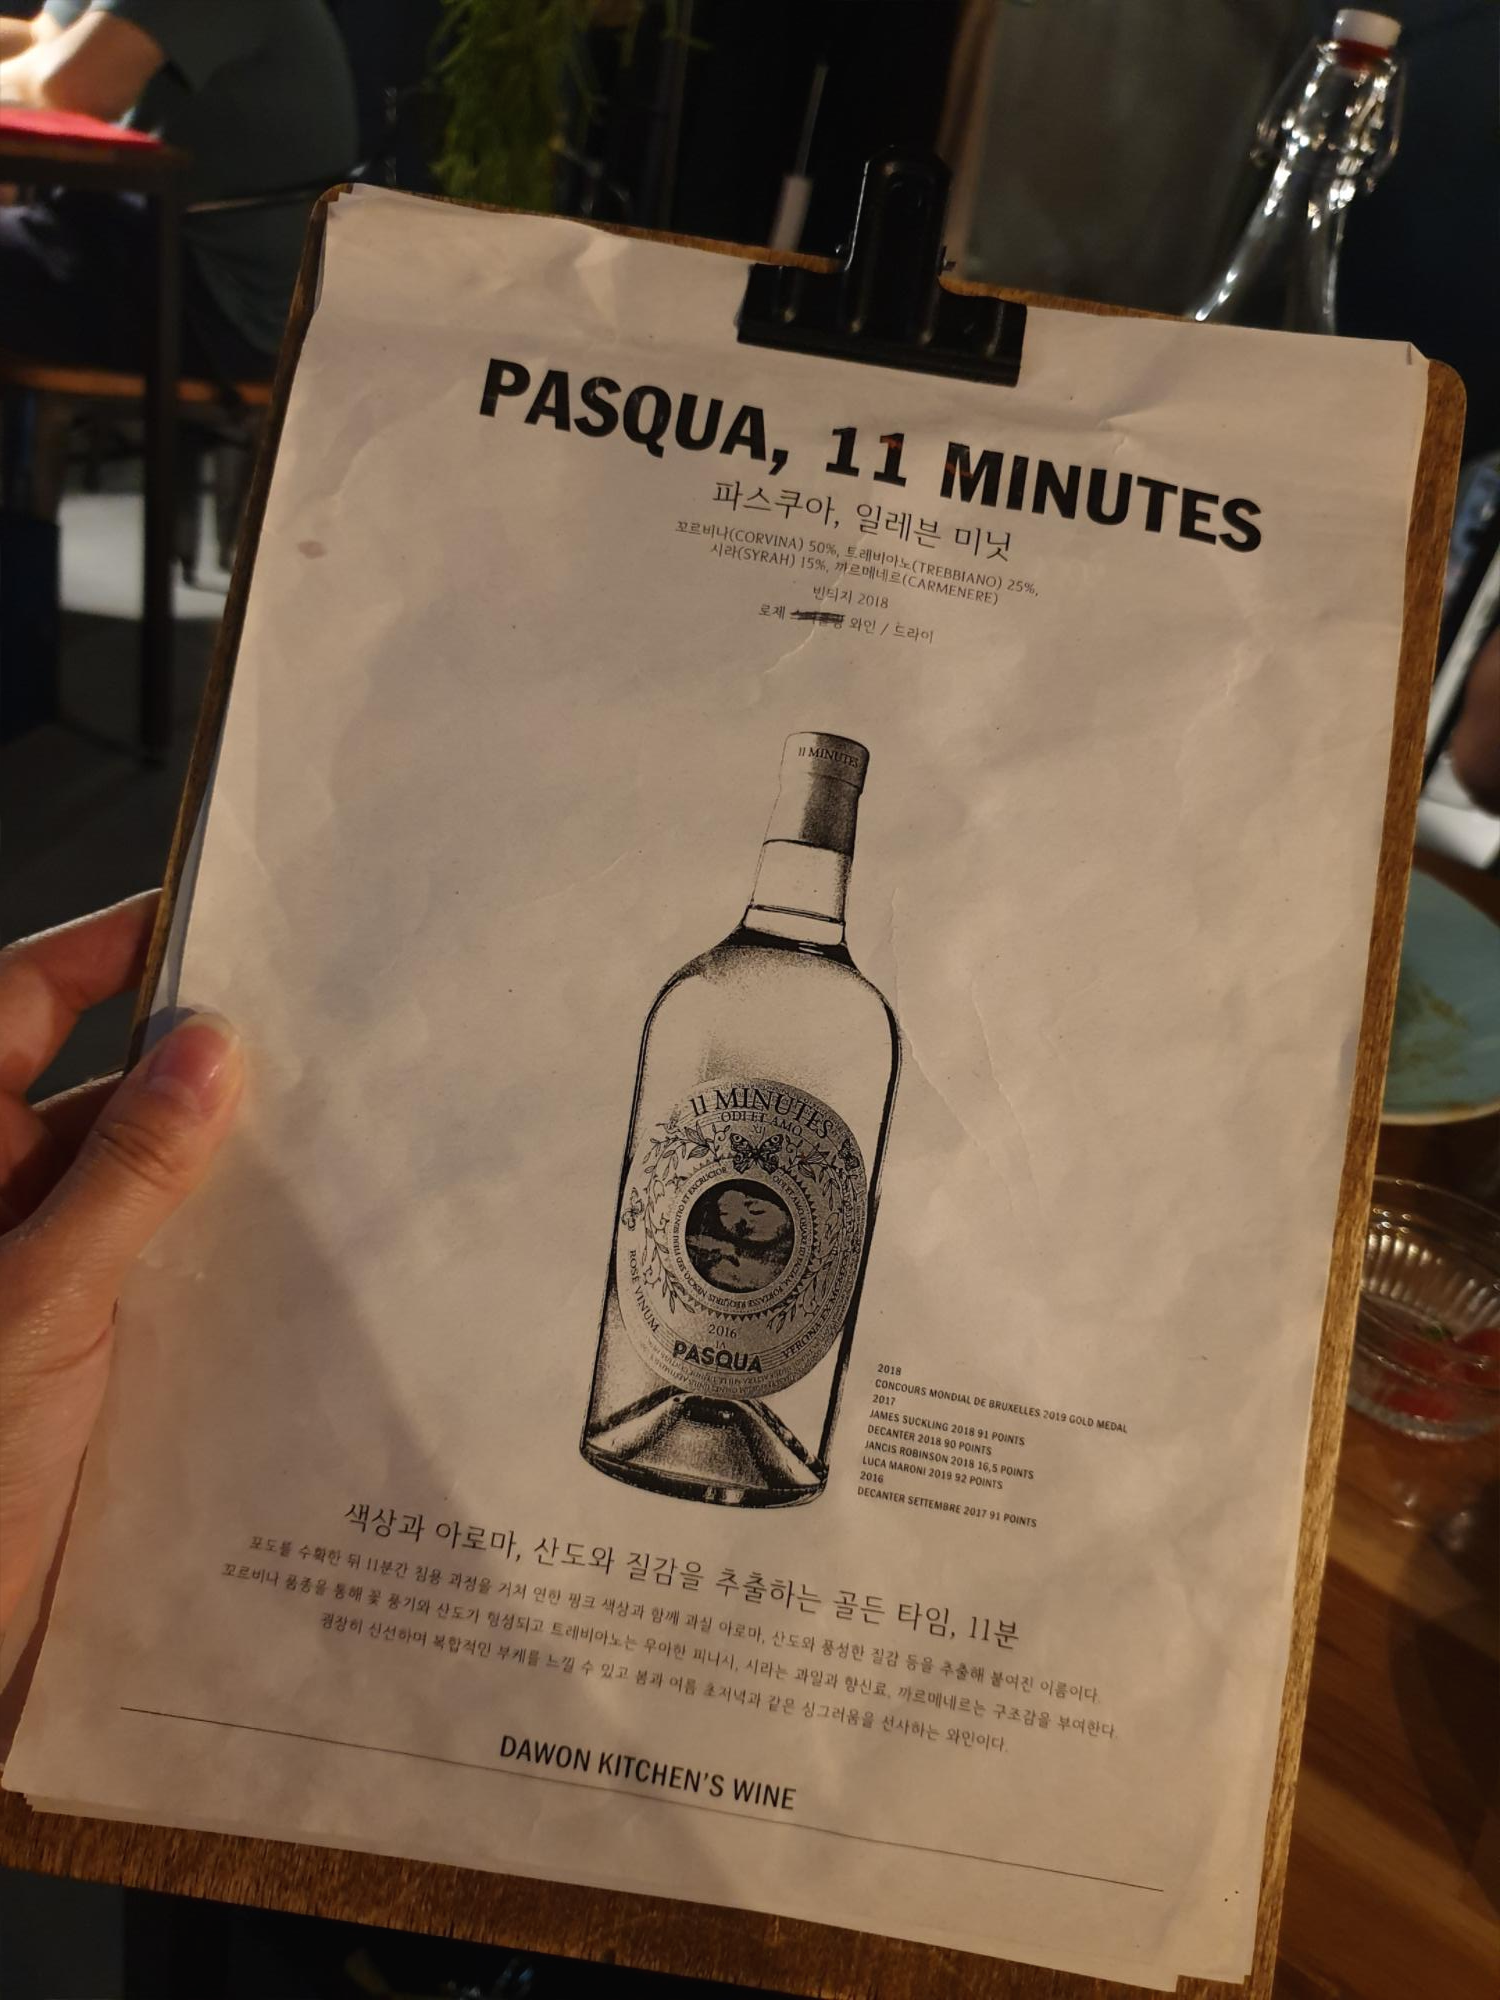 PASQUA, 11 MINUTES
파스쿠아, 일레븐 미닛
꼬르비나(CORVINA) 50%, 트레비아노(TREBBIANO) 25%,
시라(SYRAH) 15%, 까르메네르(CARMENERE)
빈티지 2018
로제 와인 / 드라이
11 MINUTES
11 MINUTES
ODI ET AMO
ROSÉ VINUM
2016
PASQUA
2018
CONCOURS MONDIAL DE BRUXELLES 2019 GOLD MEDAL
2017
JAMES SUCKLING 2018 91 POINTS
DECANTER 2018 90 POINTS
JANCIS ROBINSON 2018 16,5 POINTS
LUCA MARONI 2019 92 POINTS
2016
DECANTER SETTEMBRE 2017 91 POINTS
색상과 아로마, 산도와 질감을 추출하는 골든 타임, 11분
포도를 수확한 뒤 11분간 침용 과정을 거쳐 연한 핑크 색상과 함께 과실 아로마, 산도와 풍성한 질감 등을 추출해 붙여진 이름이다.
꼬르비나 품종을 통해 꽃 풍기와 산도가 형성되고 트레비아노는 우아한 피니시, 시라는 과일과 향신료, 까르메네르는 구조감을 부여한다.
굉장히 신선하며 복합적인 부케를 느낄 수 있고 봄과 여름 초저녁과 같은 싱그러움을 선사하는 와인이다.
DAWON KITCHEN'S WINE